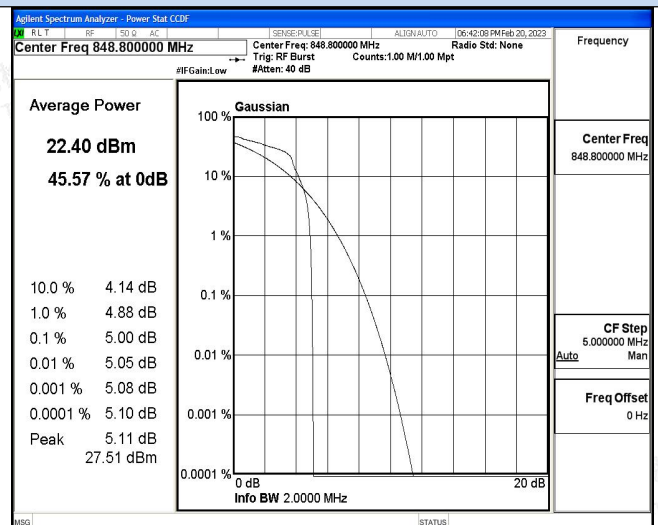 Agilent Spectrum Analyzer - Power Stat CCDF
RLT RF 50 Ω AC SENSE:PULSE ALIGN AUTO 06:42:08 PM Feb 20, 2023
Center Freq 848.800000 MHz
Center Freq: 848.800000 MHz Radio Std: None
Trig: RF Burst Counts:1.00 M/1.00 Mpt
#IFGain:Low #Atten: 40 dB
Frequency
Average Power
22.40 dBm
45.57 % at 0dB
10.0 % 4.14 dB
1.0 % 4.88 dB
0.1 % 5.00 dB
0.01 % 5.05 dB
0.001 % 5.08 dB
0.0001 % 5.10 dB
Peak 5.11 dB
27.51 dBm
Gaussian
100 %
10 %
1 %
0.1 %
0.01 %
0.001 %
0.0001 %
0 dB 20 dB
Info BW 2.0000 MHz
Center Freq
848.800000 MHz
CF Step
5.000000 MHz
Auto Man
Freq Offset
0 Hz
MSG STATUS